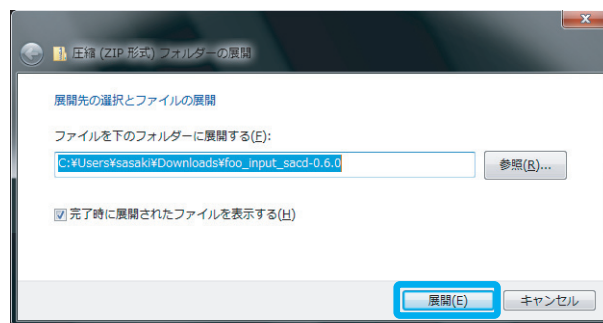 圧縮 (ZIP 形式) フォルダーの展開
展開先の選択とファイルの展開
ファイルを下のフォルダーに展開する(F):
C:¥Users¥sasaki¥Downloads¥foo_input_sacd-0.6.0
参照(R)...
完了時に展開されたファイルを表示する(H)
展開(E)
キャンセル